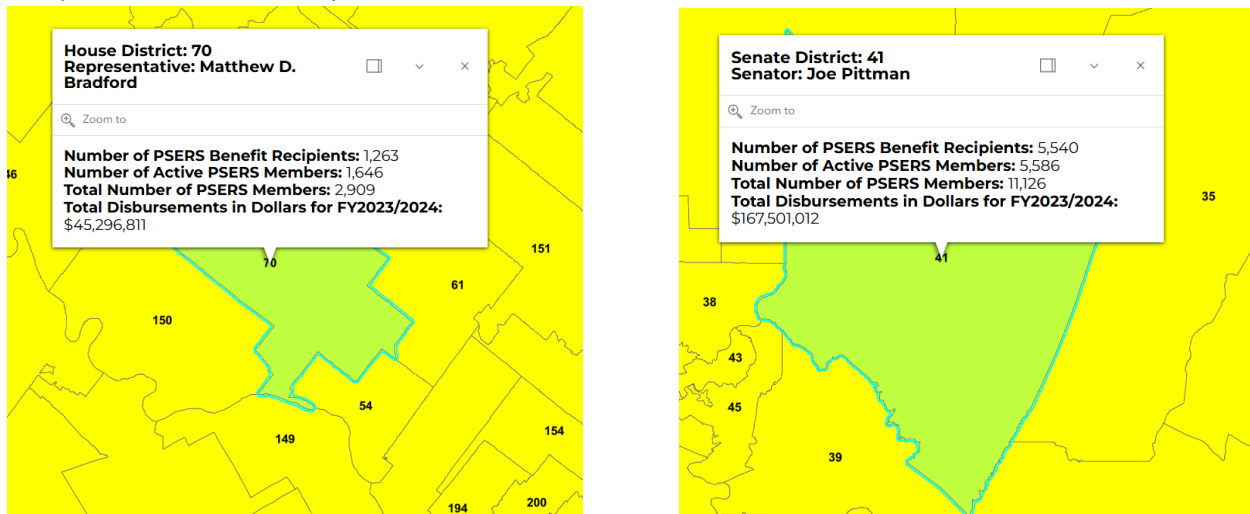 House District: 70
Representative: Matthew D.
Bradford
Zoom to
Number of PSERS Benefit Recipients: 1,263
Number of Active PSERS Members: 1,646
Total Number of PSERS Members: 2,909
Total Disbursements in Dollars for FY2023/2024:
$45,296,811
46
70
151
61
150
54
149
154
194
200
Senate District: 41
Senator: Joe Pittman
Zoom to
Number of PSERS Benefit Recipients: 5,540
Number of Active PSERS Members: 5,586
Total Number of PSERS Members: 11,126
Total Disbursements in Dollars for FY2023/2024:
$167,501,012
35
41
38
43
45
39